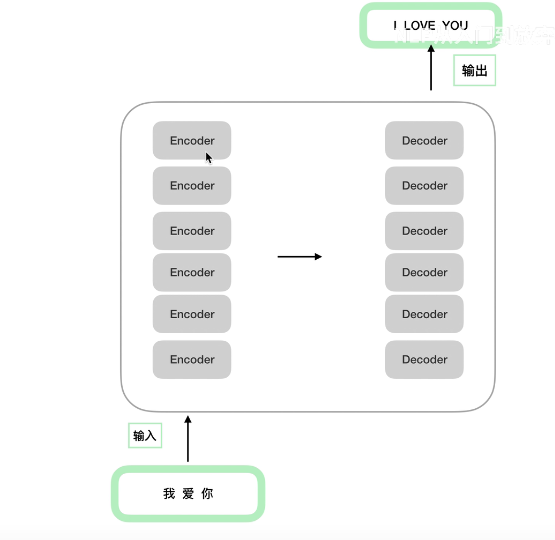 I LOVE YOU
输出
Encoder
Decoder
Encoder
Decoder
Encoder
Decoder
Encoder
Decoder
Encoder
Decoder
Encoder
Decoder
输入
我 爱 你